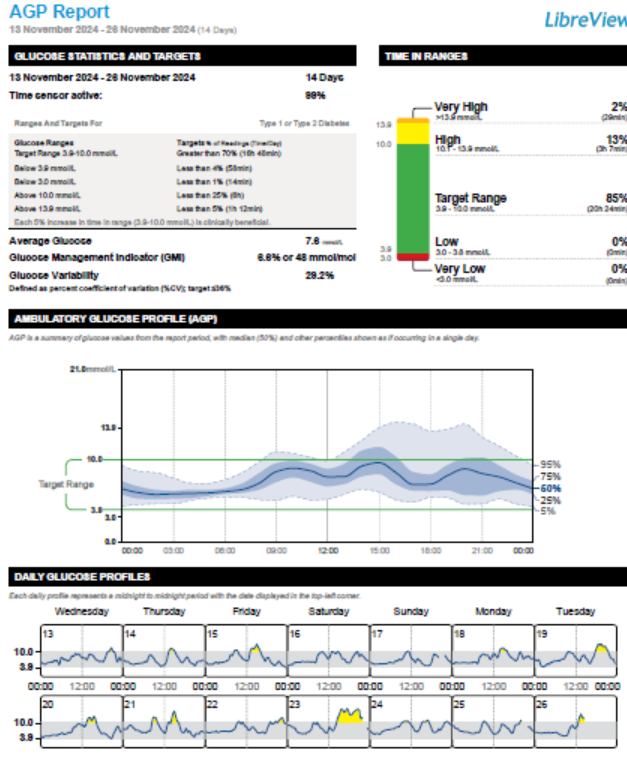 AGP Report
13 November 2024 - 26 November 2024 (14 Days)
LibreView
GLUCOSE STATISTICS AND TARGETS
13 November 2024 - 26 November 2024 14 Days
Time sensor active: 99%
Ranges And Targets For Type 1 or Type 2 Diabetes
Glucose Ranges Targets % of Readings (Time/Day)
Target Range 3.9-10.0 mmol/L Greater than 70% (16h 48min)
Below 3.9 mmol/L Less than 4% (58min)
Below 3.0 mmol/L Less than 1% (14min)
Above 10.0 mmol/L Less than 25% (6h)
Above 13.9 mmol/L Less than 5% (1h 12min)
Each 5% increase in time in range (3.9-10.0 mmol/L) is clinically beneficial.
Average Glucose 7.6 mmol/L
Glucose Management Indicator (GMI) 6.6% or 48 mmol/mol
Glucose Variability 29.2%
Defined as percent coefficient of variation (%CV); target ≤36%
TIME IN RANGES
13.9
10.0
3.9
3.0
Very High 2%
>13.9 mmol/L (29min)
High 13%
10.1 - 13.9 mmol/L (3h 7min)
Target Range 85%
3.9 - 10.0 mmol/L (20h 24min)
Low 0%
3.0 - 3.8 mmol/L (0min)
Very Low 0%
<3.0 mmol/L (0min)
AMBULATORY GLUCOSE PROFILE (AGP)
AGP is a summary of glucose values from the report period, with median (50%) and other percentiles shown as if occurring in a single day.
21.0 mmol/L
13.9
10.0
Target Range
3.9
3.0
0.0
95%
75%
50%
25%
5%
00:00 03:00 06:00 09:00 12:00 15:00 18:00 21:00 00:00
DAILY GLUCOSE PROFILES
Each daily profile represents a midnight to midnight period with the date displayed in the top-left corner.
Wednesday Thursday Friday Saturday Sunday Monday Tuesday
13 14 15 16 17 18 19
10.0
3.9
00:00 12:00 00:00 12:00 00:00 12:00 00:00 12:00 00:00 12:00 00:00 12:00 00:00 12:00 00:00
20 21 22 23 24 25 26
10.0
3.9